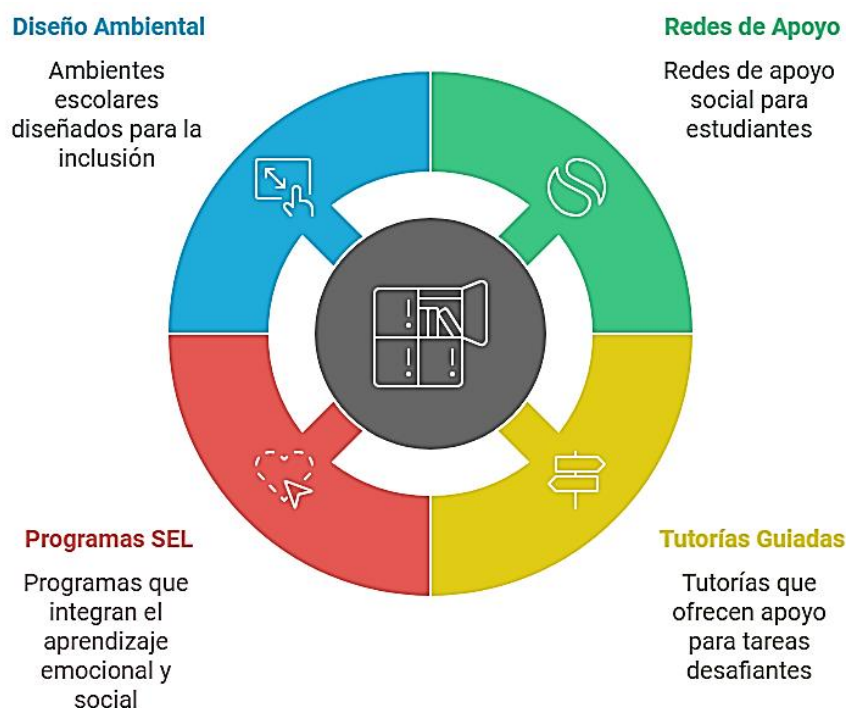 Diseño Ambiental
Ambientes
escolares
diseñados para la
inclusión
Redes de Apoyo
Redes de apoyo
social para
estudiantes
Programas SEL
Programas que
integran el
aprendizaje
emocional y
social
Tutorías Guiadas
Tutorías que
ofrecen apoyo
para tareas
desafiantes